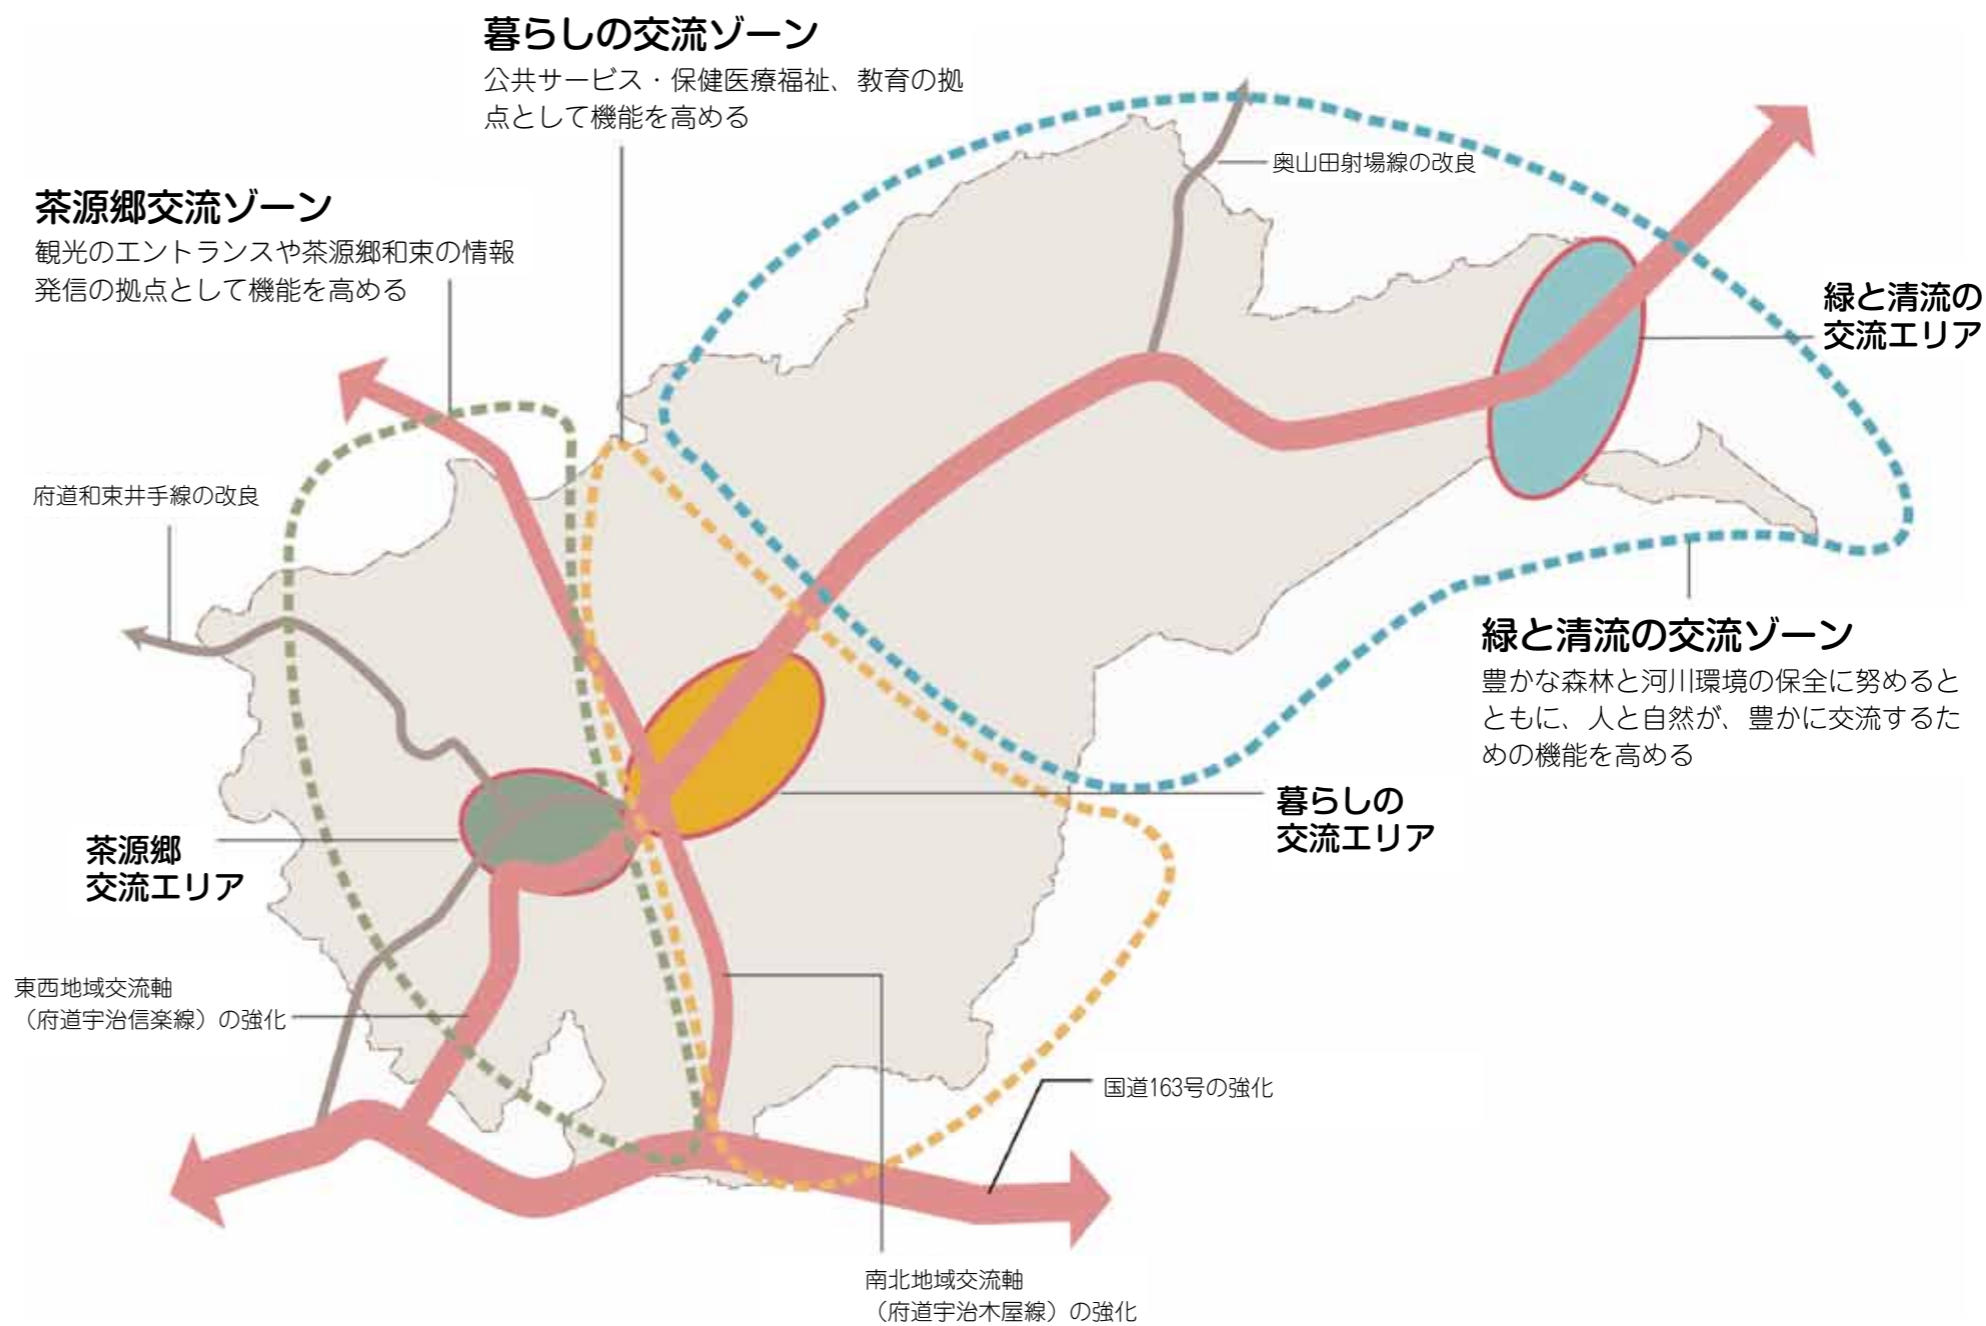 暮らしの交流ゾーン
公共サービス・保健医療福祉、教育の拠
点として機能を高める
奥山田射場線の改良
茶源郷交流ゾーン
観光のエントランスや茶源郷和束の情報
発信の拠点として機能を高める
緑と清流の
交流エリア
府道和束井手線の改良
緑と清流の交流ゾーン
豊かな森林と河川環境の保全に努めると
ともに、人と自然が、豊かに交流するた
めの機能を高める
暮らしの
交流エリア
茶源郷
交流エリア
東西地域交流軸
（府道宇治信楽線）の強化
国道163号の強化
南北地域交流軸
（府道宇治木屋線）の強化